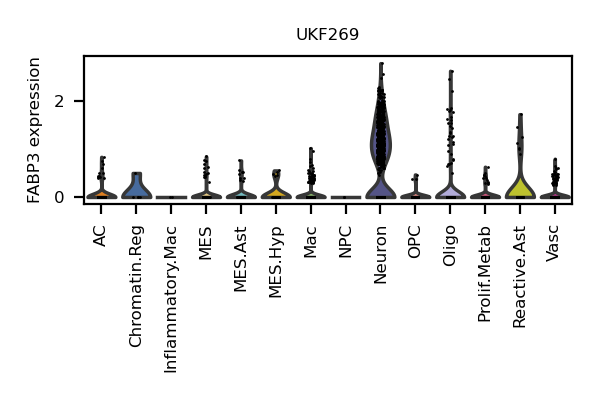 UKF269
FABP3 expression
2
0
AC
Chromatin.Reg
Inflammatory.Mac
MES
MES.Ast
MES.Hyp
Mac
NPC
Neuron
OPC
Oligo
Prolif.Metab
Reactive.Ast
Vasc